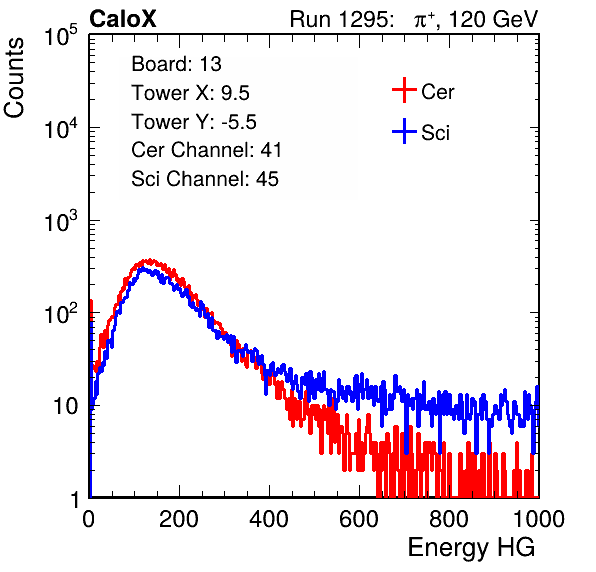 CaloX Run 1295: π⁺, 120 GeV
Counts
10⁵
10⁴
10³
10²
10
1
Board: 13
Tower X: 9.5
Tower Y: -5.5
Cer Channel: 41
Sci Channel: 45
Cer
Sci
0 200 400 600 800 1000
Energy HG